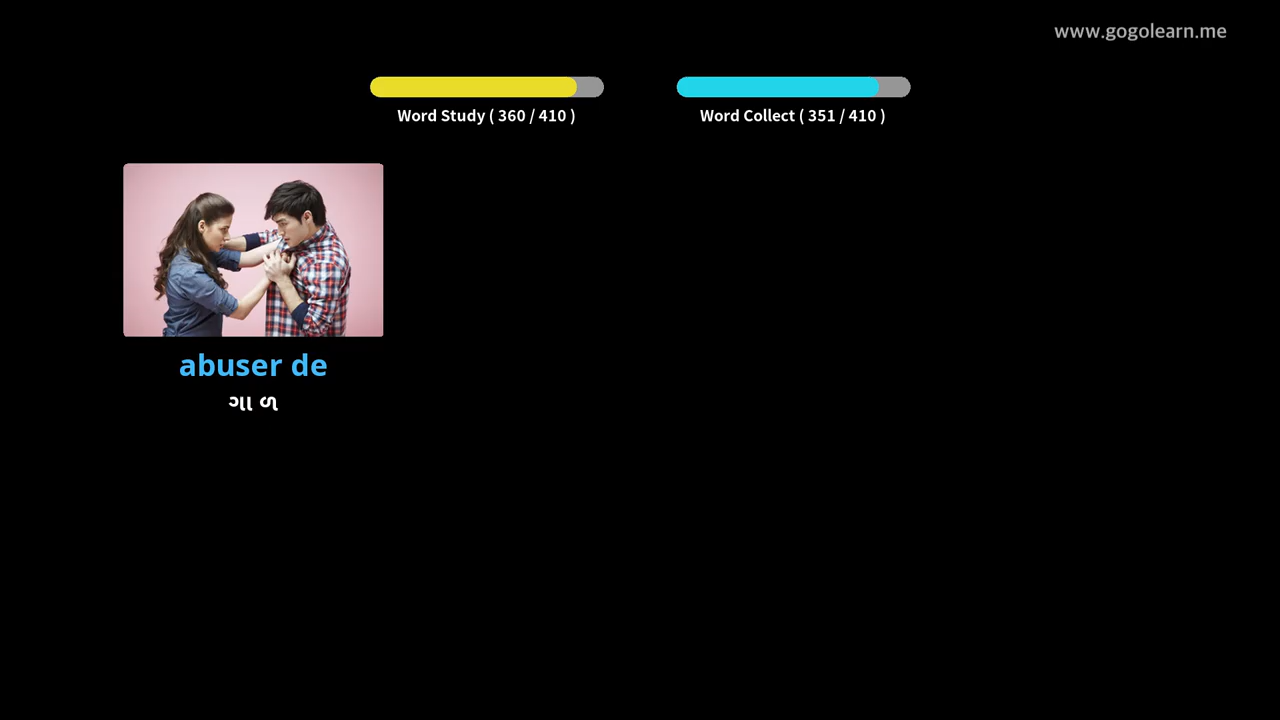 www.gogolearn.me
Word Study ( 360 / 410 )
Word Collect ( 351 / 410 )
abuser de
ગા ળ